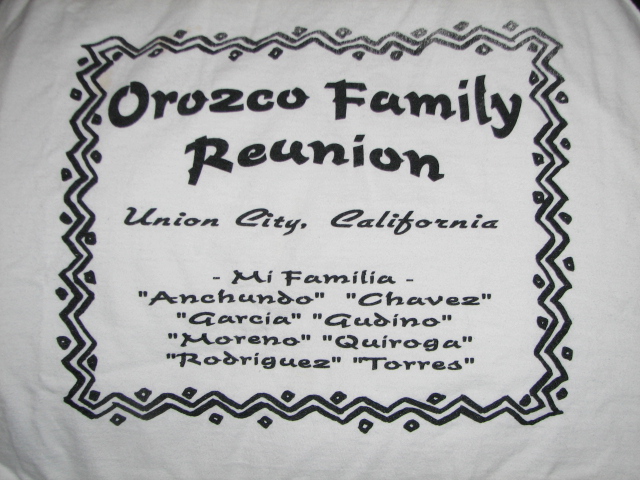 Orozco Family
Reunion
Union City, California
- Mi Familia -
"Anchundo" "Chavez"
"Garcia" "Gudino"
"Moreno" "Quiroga"
"Rodriguez" "Torres"